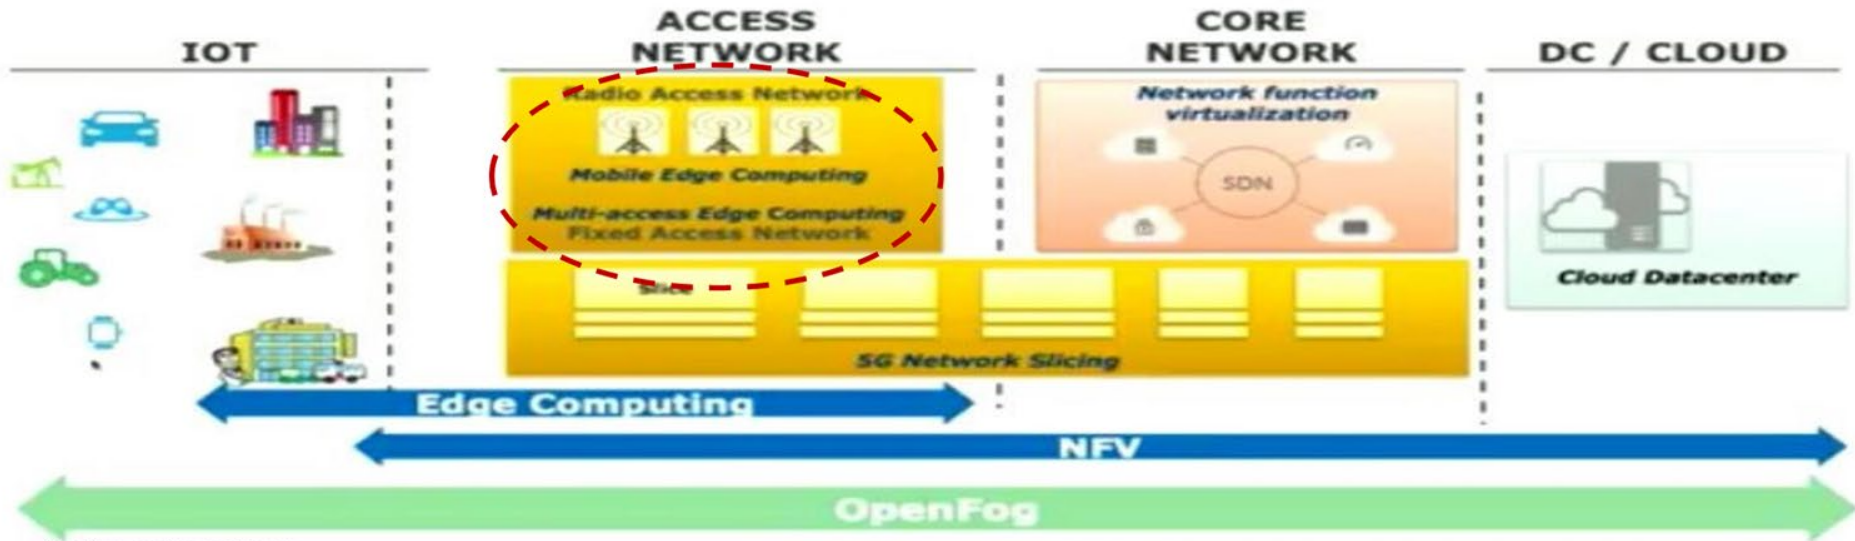 IOT
ACCESS
NETWORK
CORE
NETWORK
DC / CLOUD
Radio Access Network
Mobile Edge Computing
Multi-access Edge Computing
Fixed Access Network
Network function
virtualization
SDN
Cloud Datacenter
Slice
5G Network Slicing
Edge Computing
NFV
OpenFog